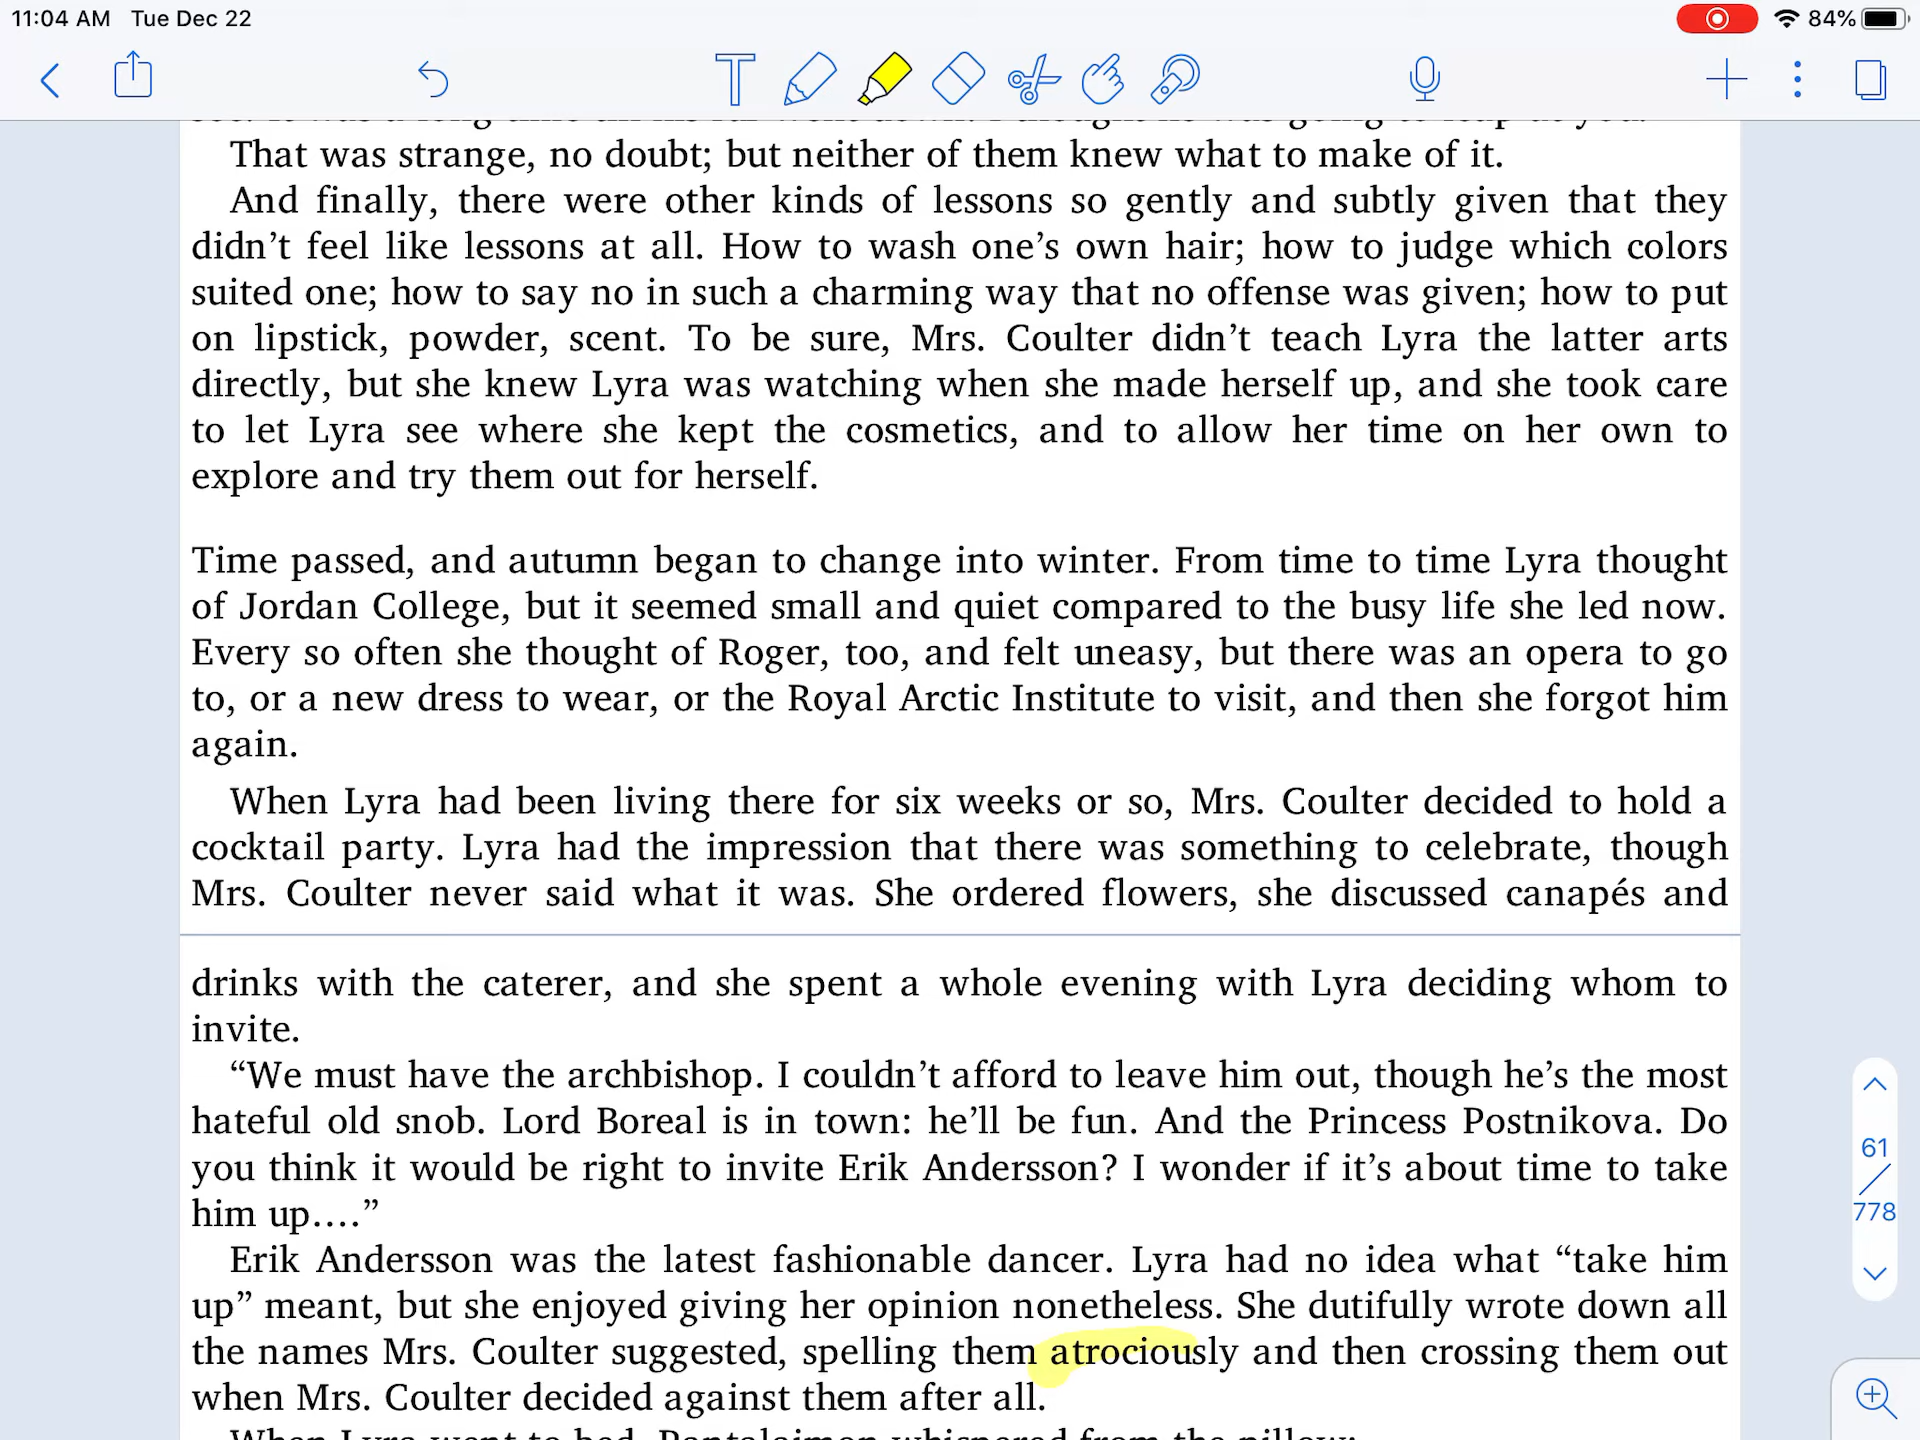 11:04 AM Tue Dec 22
84%
That was strange, no doubt; but neither of them knew what to make of it.
And finally, there were other kinds of lessons so gently and subtly given that they
didn’t feel like lessons at all. How to wash one’s own hair; how to judge which colors
suited one; how to say no in such a charming way that no offense was given; how to put
on lipstick, powder, scent. To be sure, Mrs. Coulter didn’t teach Lyra the latter arts
directly, but she knew Lyra was watching when she made herself up, and she took care
to let Lyra see where she kept the cosmetics, and to allow her time on her own to
explore and try them out for herself.
Time passed, and autumn began to change into winter. From time to time Lyra thought
of Jordan College, but it seemed small and quiet compared to the busy life she led now.
Every so often she thought of Roger, too, and felt uneasy, but there was an opera to go
to, or a new dress to wear, or the Royal Arctic Institute to visit, and then she forgot him
again.
When Lyra had been living there for six weeks or so, Mrs. Coulter decided to hold a
cocktail party. Lyra had the impression that there was something to celebrate, though
Mrs. Coulter never said what it was. She ordered flowers, she discussed canapés and
drinks with the caterer, and she spent a whole evening with Lyra deciding whom to
invite.
“We must have the archbishop. I couldn’t afford to leave him out, though he’s the most
hateful old snob. Lord Boreal is in town: he’ll be fun. And the Princess Postnikova. Do
you think it would be right to invite Erik Andersson? I wonder if it’s about time to take
him up....”
Erik Andersson was the latest fashionable dancer. Lyra had no idea what “take him
up” meant, but she enjoyed giving her opinion nonetheless. She dutifully wrote down all
the names Mrs. Coulter suggested, spelling them atrociously and then crossing them out
when Mrs. Coulter decided against them after all.
When Lyra went to bed, Pantalaimon whispered from the pillow:
61
778